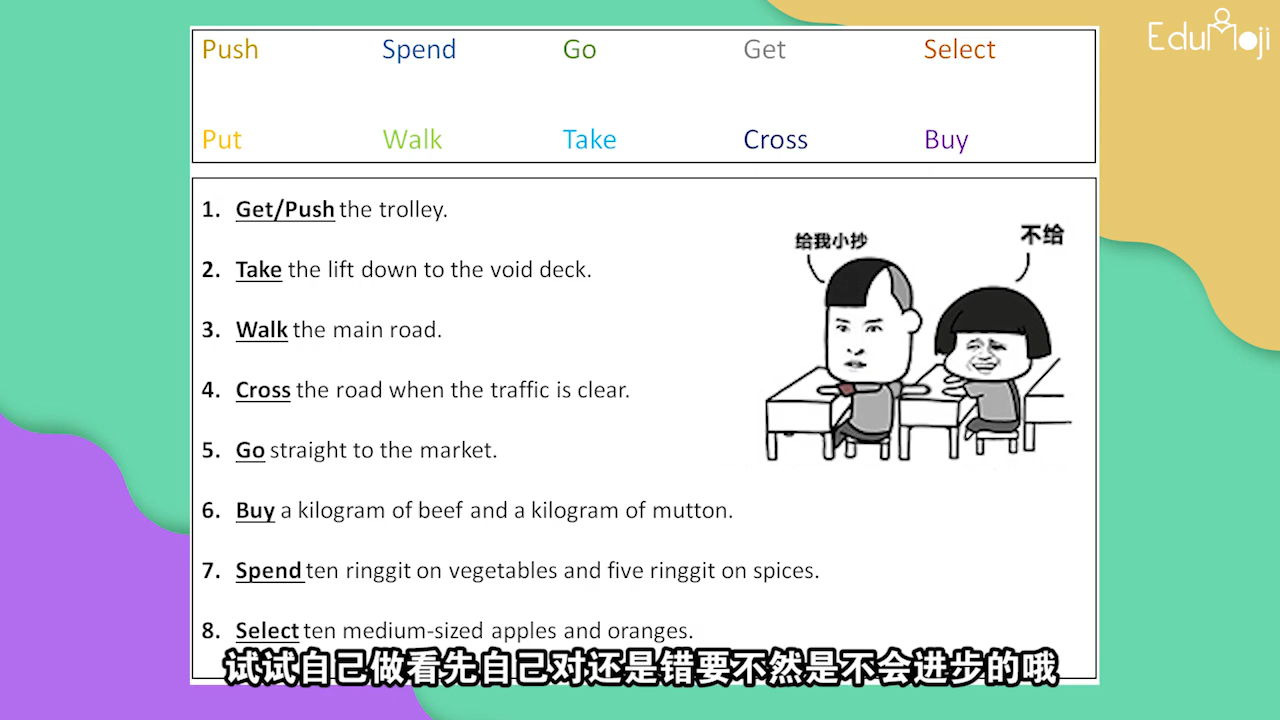 EduMoji
Push Spend Go Get Select
Put Walk Take Cross Buy
1. Get/Push the trolley.
2. Take the lift down to the void deck.
3. Walk the main road.
4. Cross the road when the traffic is clear.
5. Go straight to the market.
6. Buy a kilogram of beef and a kilogram of mutton.
7. Spend ten ringgit on vegetables and five ringgit on spices.
8. Select ten medium-sized apples and oranges.
给我小抄
不给
试试自己做看先自己对还是错要不然是不会进步的哦